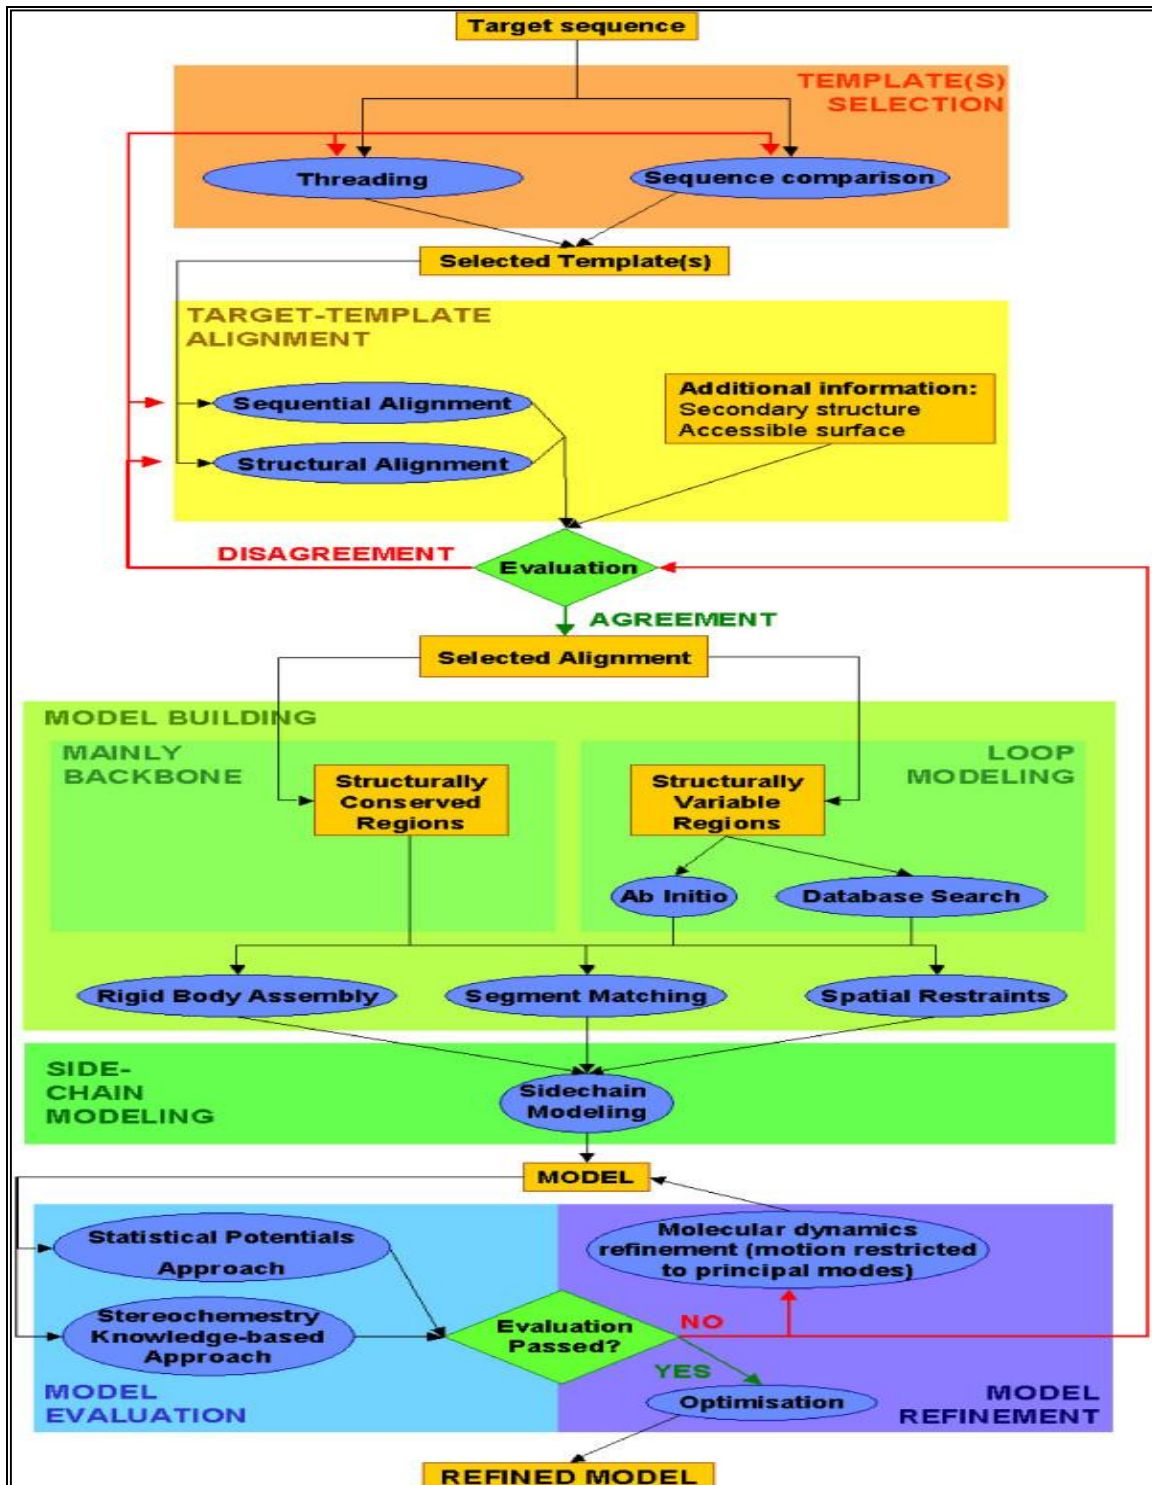 Target sequence
TEMPLATE(S)
SELECTION
Threading
Sequence comparison
Selected Template(s)
TARGET-TEMPLATE
ALIGNMENT
Sequential Alignment
Structural Alignment
Additional information:
Secondary structure
Accessible surface
DISAGREEMENT
Evaluation
AGREEMENT
Selected Alignment
MODEL BUILDING
MAINLY
BACKBONE
LOOP
MODELING
Structurally
Conserved
Regions
Structurally
Variable
Regions
Ab Initio
Database Search
Rigid Body Assembly
Segment Matching
Spatial Restraints
SIDE-
CHAIN
MODELING
Sidechain
Modeling
MODEL
Statistical Potentials
Approach
Stereochemestry
Knowledge-based
Approach
MODEL
EVALUATION
Molecular dynamics
refinement (motion restricted
to principal modes)
Evaluation
Passed?
NO
YES
Optimisation
MODEL
REFINEMENT
REFINED MODEL